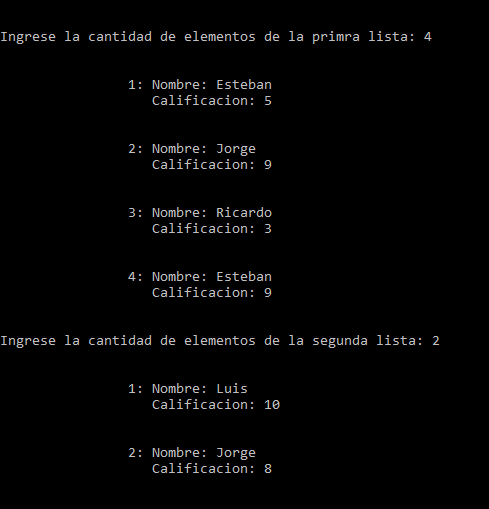 Ingrese la cantidad de elementos de la primra lista: 4
1: Nombre: Esteban
Calificacion: 5
2: Nombre: Jorge
Calificacion: 9
3: Nombre: Ricardo
Calificacion: 3
4: Nombre: Esteban
Calificacion: 9
Ingrese la cantidad de elementos de la segunda lista: 2
1: Nombre: Luis
Calificacion: 10
2: Nombre: Jorge
Calificacion: 8